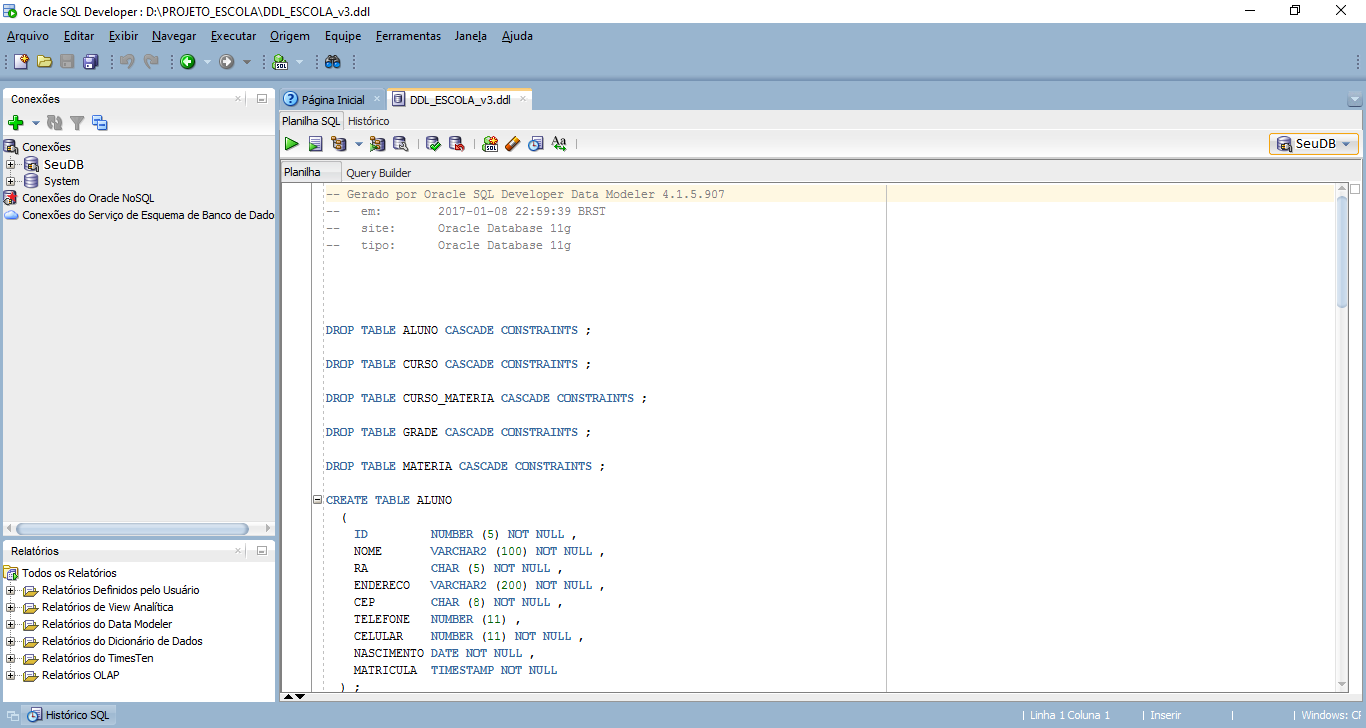 Oracle SQL Developer : D:\PROJETO_ESCOLA\DDL_ESCOLA_v3.ddl
Arquivo Editar Exibir Navegar Executar Origem Equipe Ferramentas Janela Ajuda
SQL
Conexões
Conexões
SeuDB
System
Conexões do Oracle NoSQL
Conexões do Serviço de Esquema de Banco de Dado
Relatórios
Todos os Relatórios
Relatórios Definidos pelo Usuário
Relatórios de View Analítica
Relatórios do Data Modeler
Relatórios do Dicionário de Dados
Relatórios do TimesTen
Relatórios OLAP
Página Inicial DDL_ESCOLA_v3.ddl
Planilha SQL Histórico
SQL Aa SeuDB
Planilha Query Builder
-- Gerado por Oracle SQL Developer Data Modeler 4.1.5.907
-- em: 2017-01-08 22:59:39 BRST
-- site: Oracle Database 11g
-- tipo: Oracle Database 11g
DROP TABLE ALUNO CASCADE CONSTRAINTS ;
DROP TABLE CURSO CASCADE CONSTRAINTS ;
DROP TABLE CURSO_MATERIA CASCADE CONSTRAINTS ;
DROP TABLE GRADE CASCADE CONSTRAINTS ;
DROP TABLE MATERIA CASCADE CONSTRAINTS ;
CREATE TABLE ALUNO
(
ID NUMBER (5) NOT NULL ,
NOME VARCHAR2 (100) NOT NULL ,
RA CHAR (5) NOT NULL ,
ENDERECO VARCHAR2 (200) NOT NULL ,
CEP CHAR (8) NOT NULL ,
TELEFONE NUMBER (11) ,
CELULAR NUMBER (11) NOT NULL ,
NASCIMENTO DATE NOT NULL ,
MATRICULA TIMESTAMP NOT NULL
) ;
Histórico SQL
Linha 1 Coluna 1 Inserir Windows: CF